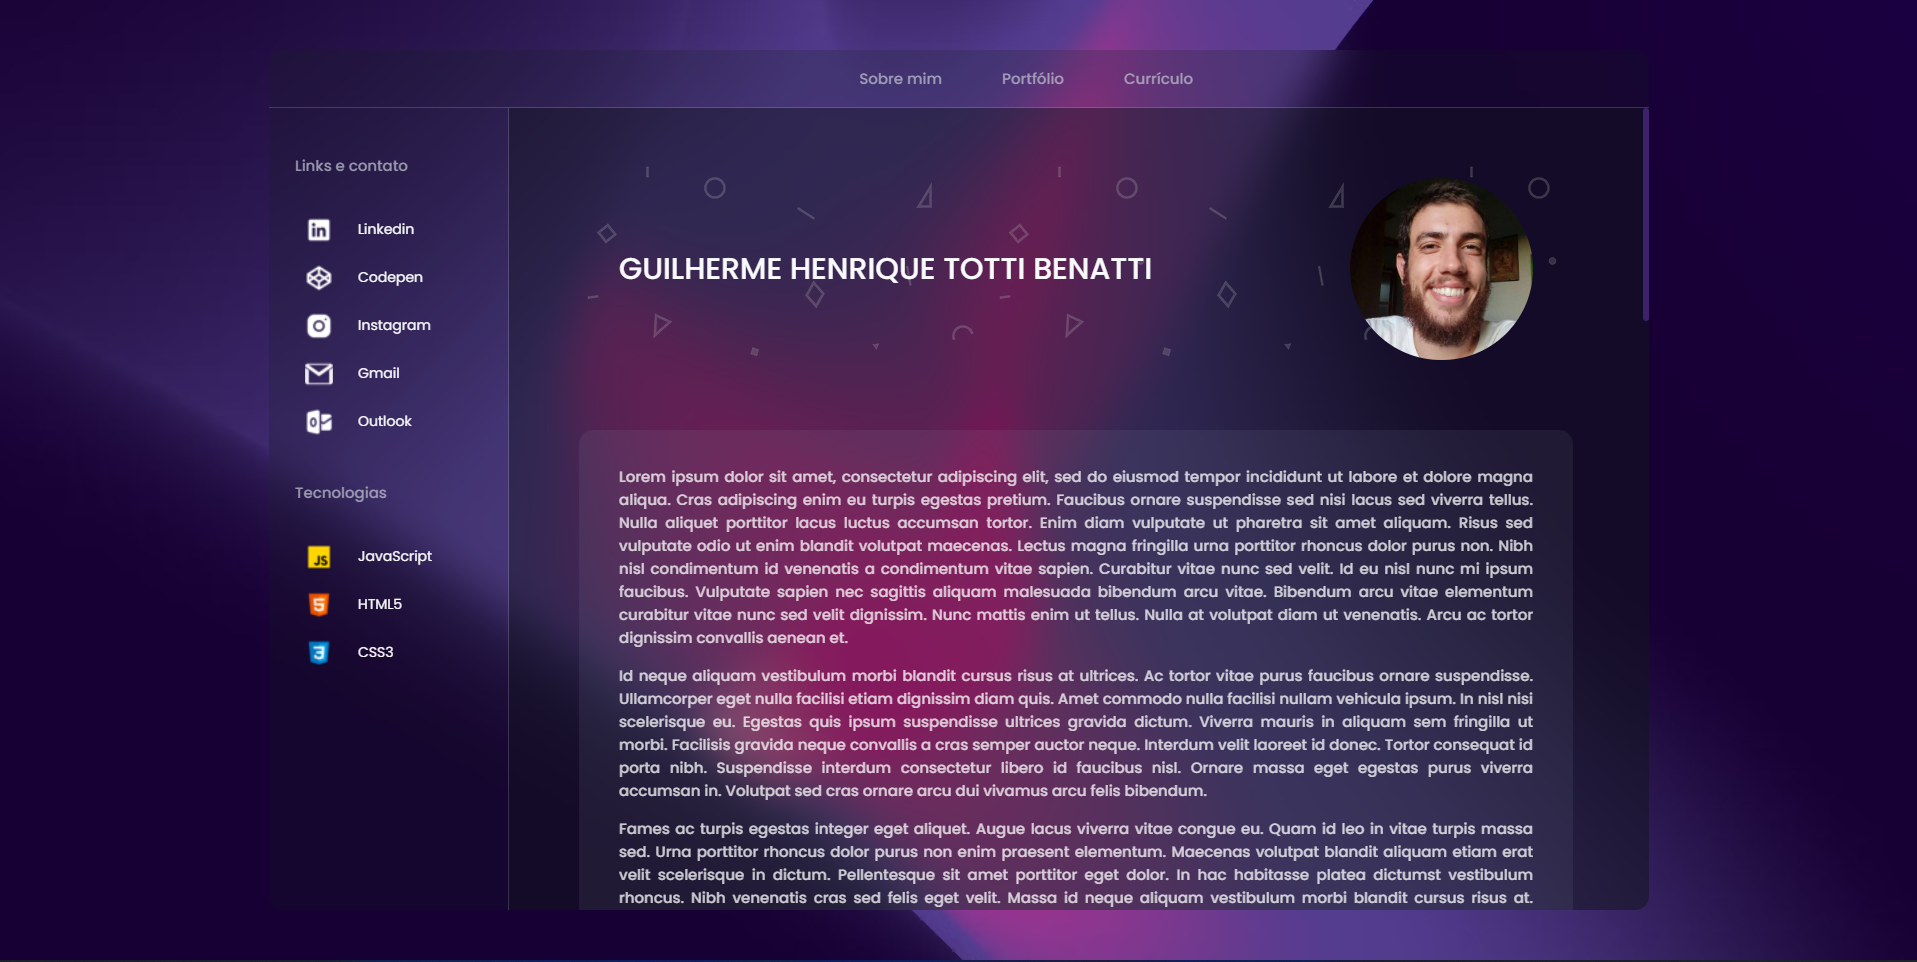 Sobre mim Portfólio Currículo
Links e contato
Linkedin
Codepen
Instagram
Gmail
Outlook
Tecnologias
JavaScript
HTML5
CSS3
GUILHERME HENRIQUE TOTTI BENATTI
Lorem ipsum dolor sit amet, consectetur adipiscing elit, sed do eiusmod tempor incididunt ut labore et dolore magna
aliqua. Cras adipiscing enim eu turpis egestas pretium. Faucibus ornare suspendisse sed nisi lacus sed viverra tellus.
Nulla aliquet porttitor lacus luctus accumsan tortor. Enim diam vulputate ut pharetra sit amet aliquam. Risus sed
vulputate odio ut enim blandit volutpat maecenas. Lectus magna fringilla urna porttitor rhoncus dolor purus non. Nibh
nisl condimentum id venenatis a condimentum vitae sapien. Curabitur vitae nunc sed velit. Id eu nisl nunc mi ipsum
faucibus. Vulputate sapien nec sagittis aliquam malesuada bibendum arcu vitae. Bibendum arcu vitae elementum
curabitur vitae nunc sed velit dignissim. Nunc mattis enim ut tellus. Nulla at volutpat diam ut venenatis. Arcu ac tortor
dignissim convallis aenean et.
Id neque aliquam vestibulum morbi blandit cursus risus at ultrices. Ac tortor vitae purus faucibus ornare suspendisse.
Ullamcorper eget nulla facilisi etiam dignissim diam quis. Amet commodo nulla facilisi nullam vehicula ipsum. In nisl nisi
scelerisque eu. Egestas quis ipsum suspendisse ultrices gravida dictum. Viverra mauris in aliquam sem fringilla ut
morbi. Facilisis gravida neque convallis a cras semper auctor neque. Interdum velit laoreet id donec. Tortor consequat id
porta nibh. Suspendisse interdum consectetur libero id faucibus nisl. Ornare massa eget egestas purus viverra
accumsan in. Volutpat sed cras ornare arcu dui vivamus arcu felis bibendum.
Fames ac turpis egestas integer eget aliquet. Augue lacus viverra vitae congue eu. Quam id leo in vitae turpis massa
sed. Urna porttitor rhoncus dolor purus non enim praesent elementum. Maecenas volutpat blandit aliquam etiam erat
velit scelerisque in dictum. Pellentesque sit amet porttitor eget dolor. In hac habitasse platea dictumst vestibulum
rhoncus. Nibh venenatis cras sed felis eget velit. Massa id neque aliquam vestibulum morbi blandit cursus risus at.